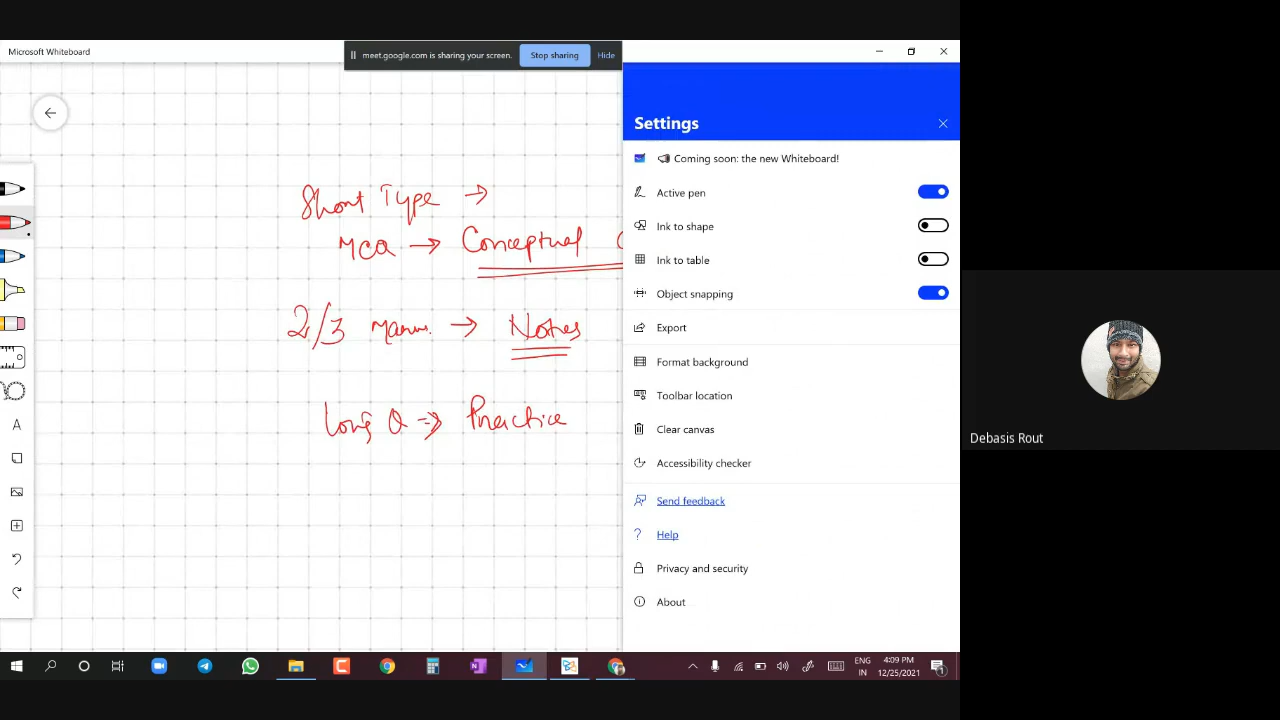 Microsoft Whiteboard
meet.google.com is sharing your screen.
Stop sharing
Hide
Settings
Coming soon: the new Whiteboard!
Active pen
Ink to shape
Ink to table
Object snapping
Export
Format background
Toolbar location
Clear canvas
Accessibility checker
Send feedback
Help
Privacy and security
About
Short Type →
MCQ → Conceptual
2/3 → Notes
Long Q ⇒ Practice
Debasis Rout
ENG
IN
4:09 PM
12/25/2021
1